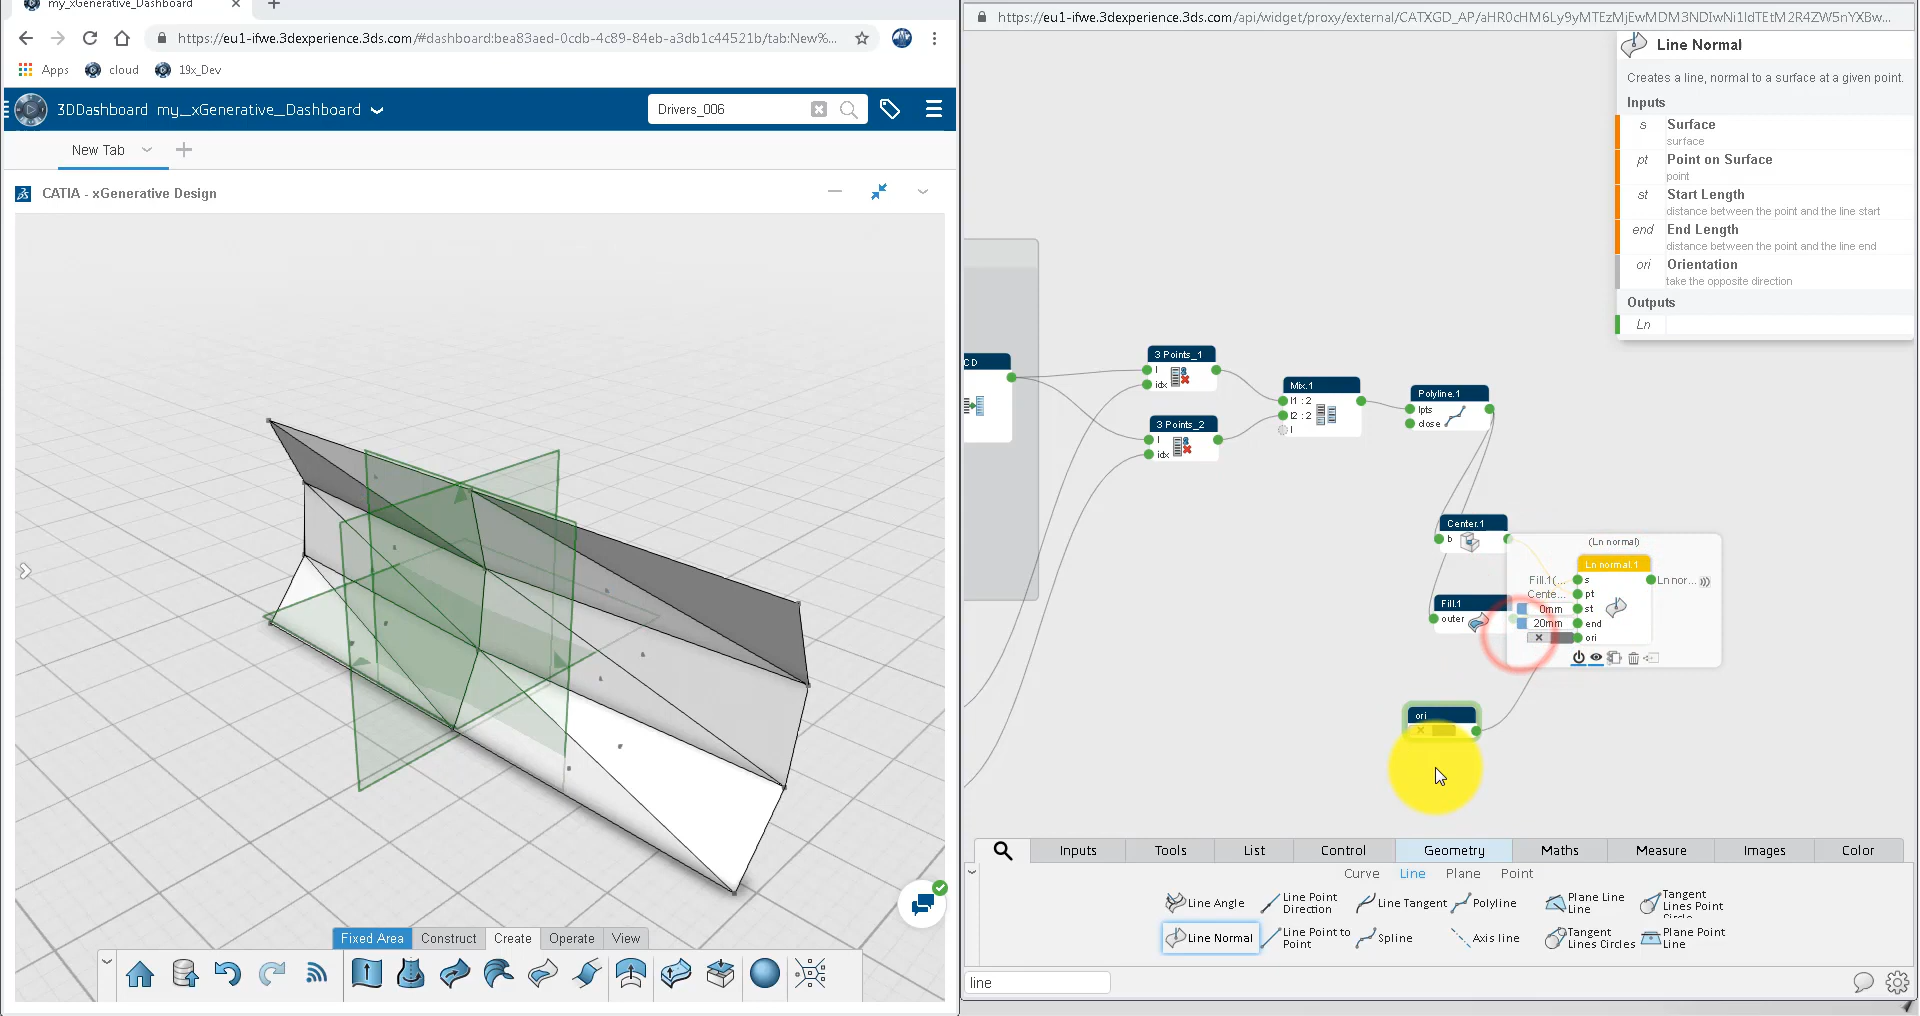 my_xGenerative_Dashboard
https://eu1-ifwe.3dexperience.3ds.com/#dashboard:bea83aed-0cdb-4c89-84eb-a3db1c44521b/tab:New%...
Apps cloud 19x_Dev
3DDashboard my_xGenerative_Dashboard
Drivers_006
New Tab
CATIA - xGenerative Design
Fixed Area Construct Create Operate View
https://eu1-ifwe.3dexperience.3ds.com/api/widget/proxy/external/CATXGD_AP/
Line Normal
Creates a line, normal to a surface at a given point.
Inputs
s Surface
surface
pt Point on Surface
point
st Start Length
distance between the point and the line start
end End Length
distance between the point and the line end
ori Orientation
take the opposite direction
Outputs
Ln
CD
3 Points_1
l
idx
3 Points_2
l
idx
Mix.1
l1 : 2
l2 : 2
l
Polyline.1
lpts
close
Center.1
b
Fill.1
outer
(Ln normal)
Ln normal.1
Fill.1(... s Ln nor...
Cente... pt
0mm st
20mm end
ori
ori
Inputs Tools List Control Geometry Maths Measure Images Color
Curve Line Plane Point
Line Angle
Line Point
Direction
Line Tangent
Polyline
Plane Line
Line
Tangent
Lines Point
Circle
Line Normal
Line Point to
Point
Spline
Axis line
Tangent
Lines Circles
Plane Point
Line
line